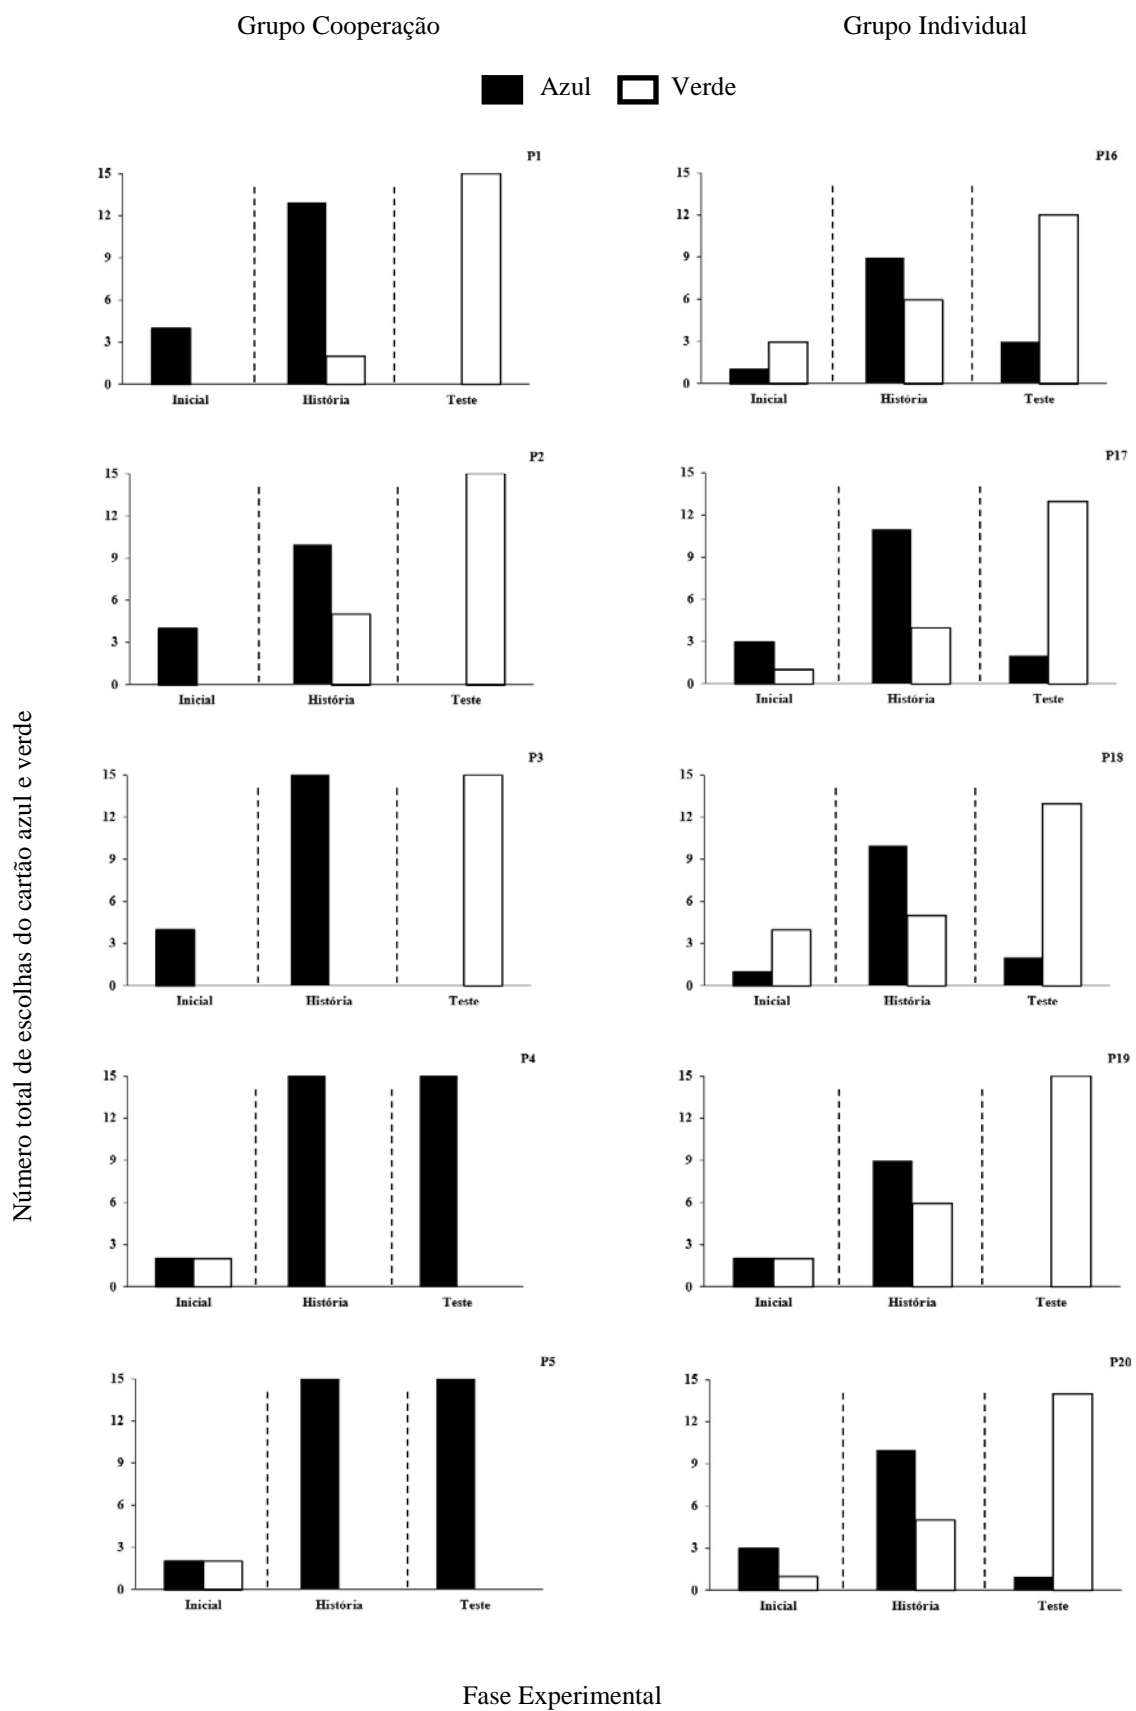 Grupo Cooperação
Grupo Individual
Azul
Verde
P1
15
12
9
6
3
0
Inicial História Teste
P16
15
12
9
6
3
0
Inicial História Teste
P2
15
12
9
6
3
0
Inicial História Teste
P17
15
12
9
6
3
0
Inicial História Teste
P3
15
12
9
6
3
0
Inicial História Teste
P18
15
12
9
6
3
0
Inicial História Teste
P4
15
12
9
6
3
0
Inicial História Teste
P19
15
12
9
6
3
0
Inicial História Teste
P5
15
12
9
6
3
0
Inicial História Teste
P20
15
12
9
6
3
0
Inicial História Teste
Número total de escolhas do cartão azul e verde
Fase Experimental